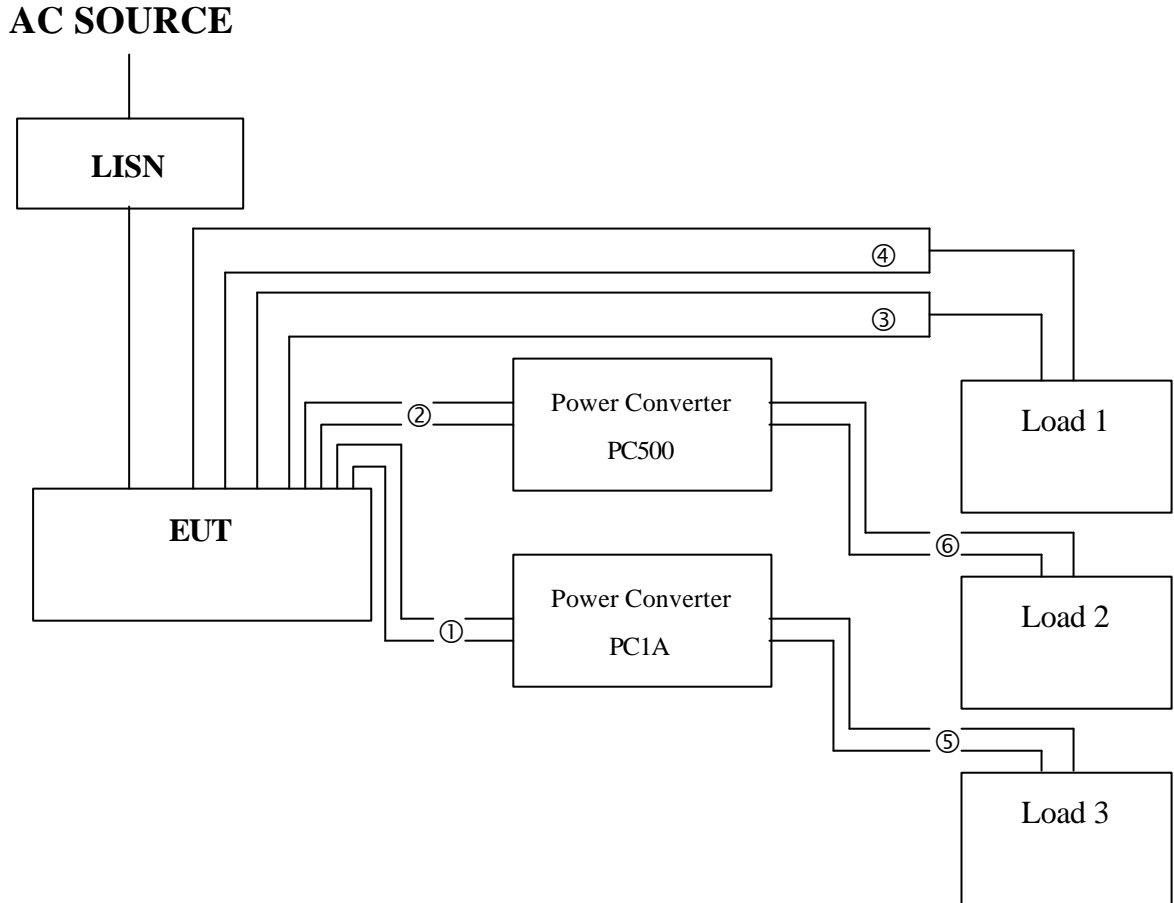 AC SOURCE
LISN
④
③
Power Converter
PC500
Load 1
②
EUT
⑥
Power Converter
PC1A
Load 2
①
⑤
Load 3